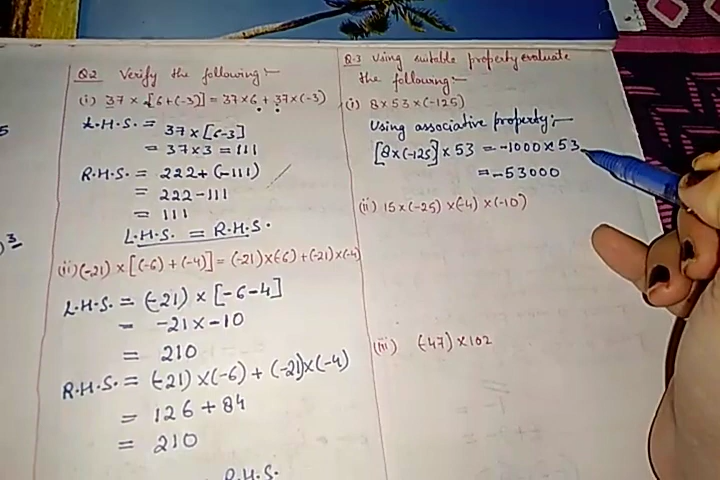 Q.2 Verify the following:-
(i) 37 × [6+(-3)] = 37×6 + 37×(-3)
L.H.S. = 37×[6-3]
= 37×3 = 111
R.H.S. = 222+(-111)
= 222-111
= 111
L.H.S. = R.H.S.
(ii) (-21) × [(-6) + (-4)] = (-21)×(-6) + (-21)×(-4)
L.H.S. = (-21) × [-6-4]
= -21×-10
= 210
R.H.S. = (-21)×(-6) + (-21)×(-4)
= 126 + 84
= 210
R.H.S.
Q.3 Using suitable property evaluate
the following:-
(i) 8×53×(-125)
Using associative property:-
[8×(-125]×53 = -1000×53
= -53000
(ii) 15×(-25)×(-4)×(-10)
(iii) (-47)×102
5
3